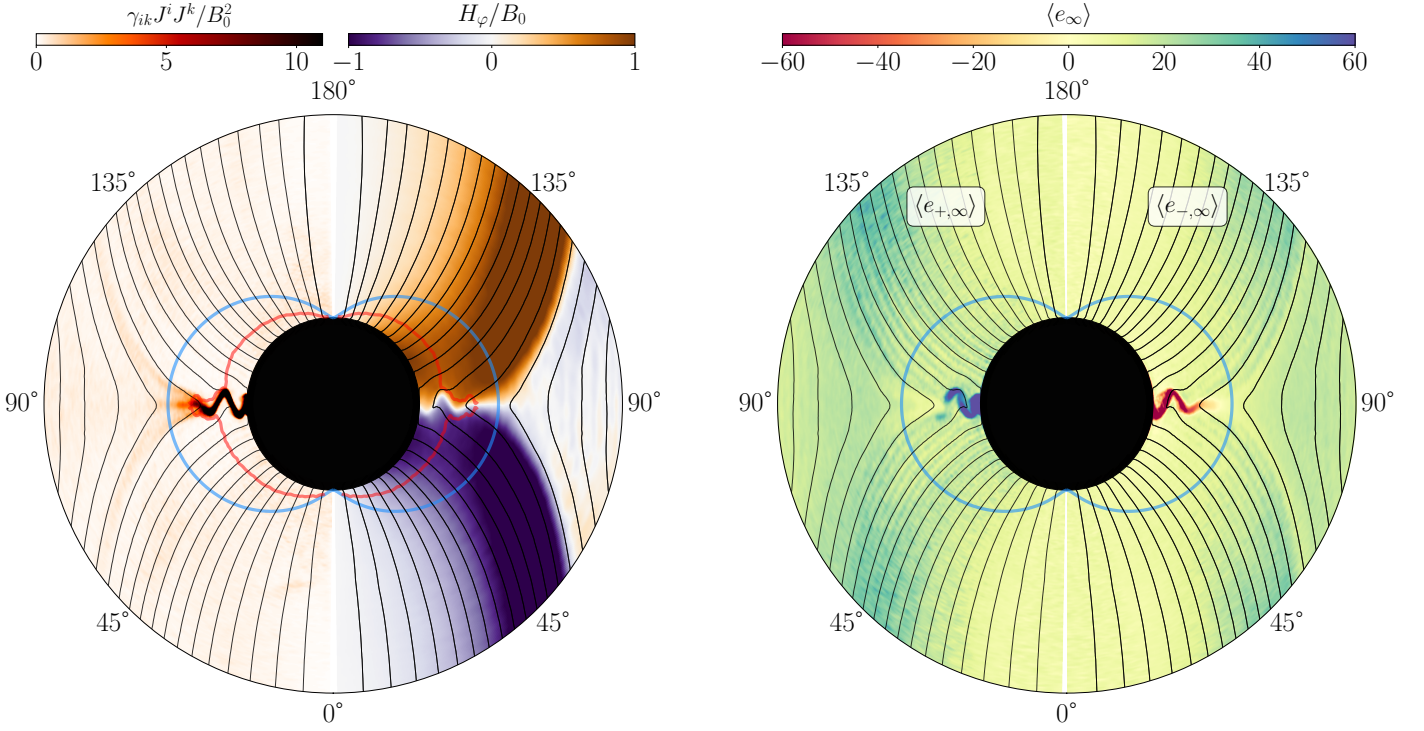 γ_{ik}J^iJ^k/B_0^2
H_φ/B_0
⟨e_∞⟩
0 5 10
−1 0 1
−60 −40 −20 0 20 40 60
180° 180°
135° 135° 135° 135°
⟨e_{+,∞}⟩ ⟨e_{−,∞}⟩
90° 90° 90° 90°
45° 45° 45° 45°
0° 0°